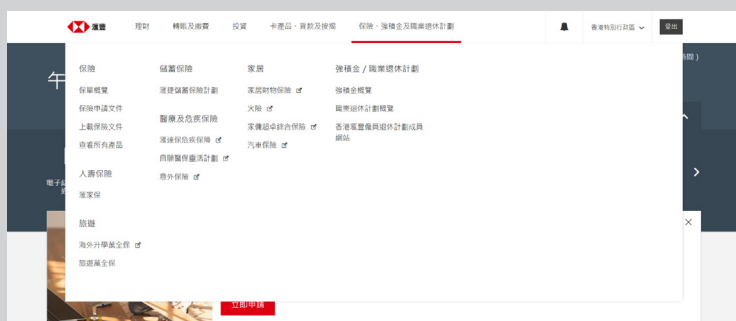 滙豐
理財
轉賬及繳費
投資
卡產品、貸款及按揭
保險、強積金及職業退休計劃
香港特別行政區
登出
午
保險
保單概覽
保險申請文件
上載保險文件
查看所有產品
人壽保險
滙家保
旅遊
海外升學萬全保
旅遊萬全保
儲蓄保險
滙捷儲蓄保險計劃
醫療及危疾保險
滙達保危疾保障
自願醫保靈活計劃
意外保險
家居
家居財物保險
火險
家傭超卓綜合保險
汽車保險
強積金 / 職業退休計劃
強積金概覽
職業退休計劃概覽
香港滙豐僱員退休計劃成員
網站
電子結
立即申請